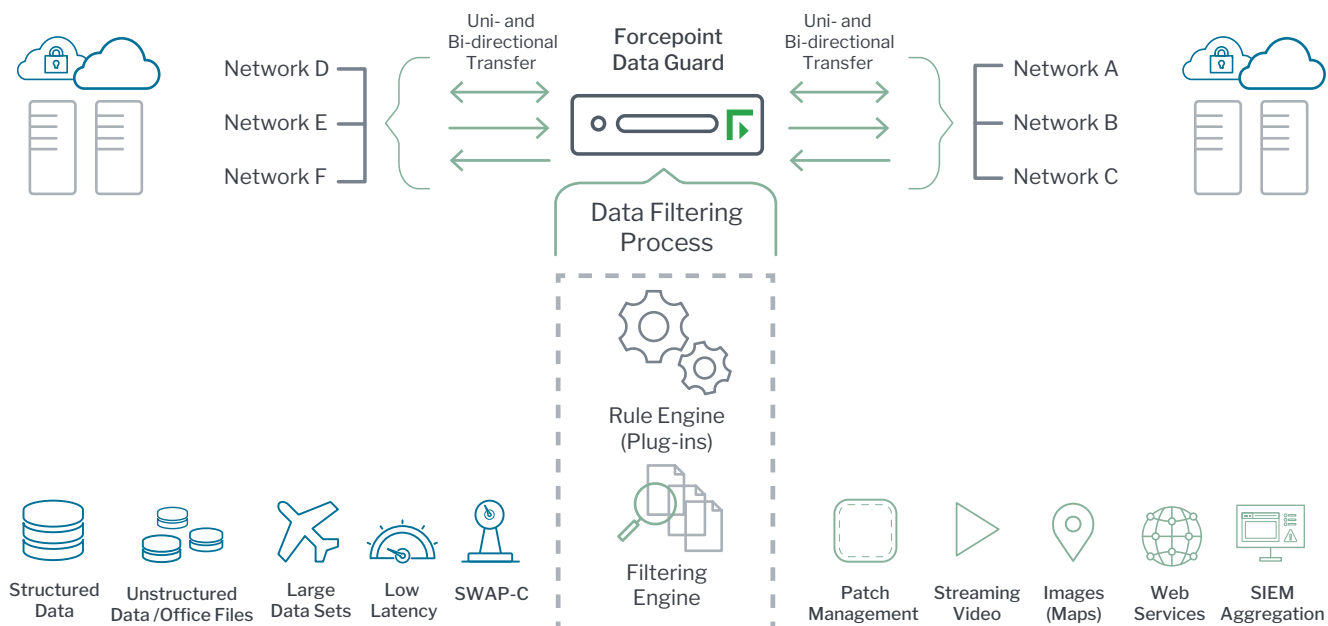 Uni- and
Bi-directional
Transfer
Forcepoint
Data Guard
Uni- and
Bi-directional
Transfer
Network D
Network E
Network F
Network A
Network B
Network C
Data Filtering
Process
Rule Engine
(Plug-ins)
Filtering
Engine
Structured
Data
Unstructured
Data /Office Files
Large
Data Sets
Low
Latency
SWAP-C
Patch
Management
Streaming
Video
Images
(Maps)
Web
Services
SIEM
Aggregation